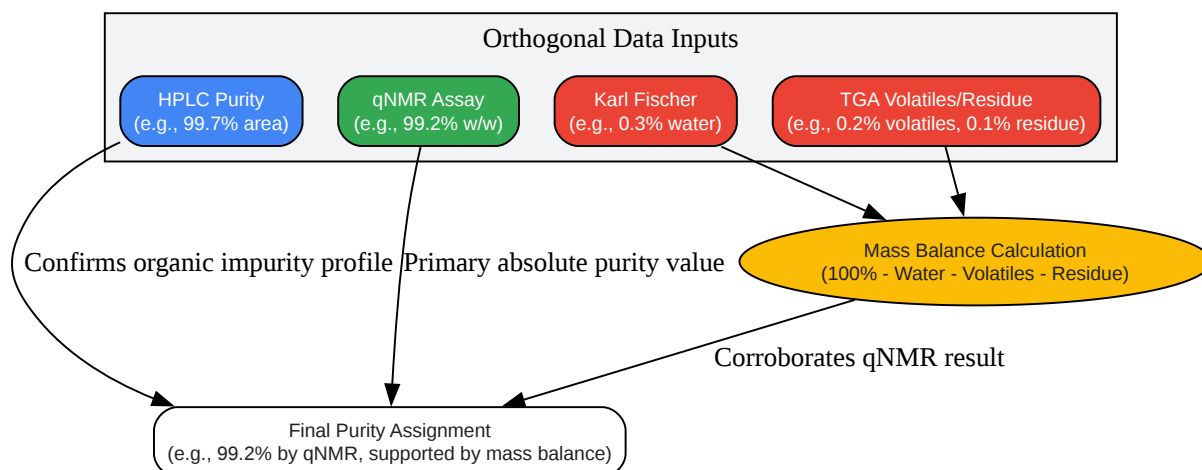 Orthogonal Data Inputs
HPLC Purity
(e.g., 99.7% area)
qNMR Assay
(e.g., 99.2% w/w)
Karl Fischer
(e.g., 0.3% water)
TGA Volatiles/Residue
(e.g., 0.2% volatiles, 0.1% residue)
Confirms organic impurity profile
Primary absolute purity value
Mass Balance Calculation
(100% - Water - Volatiles - Residue)
Corroborates qNMR result
Final Purity Assignment
(e.g., 99.2% by qNMR, supported by mass balance)